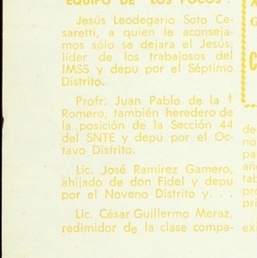 EQUIPO DE "LOS POCOS".
Jesús Leodegario Soto Ce-
saretti, a quien le aconseja-
mos sólo se dejara el Jesús;
líder de los trabajosos del
IMSS y depu por el Séptimo
Distrito.
Profr. Juan Pablo de la †
Romero, también heredero de
la posición de la Sección 44
del SNTE y depu por el Oc-
tavo Distrito.
Lic. José Ramírez Gamero,
ahijado de don Fidel y depu
por el Noveno Distrito y. . .
Lic. César Guillermo Meraz,
redimidor de la clase compa-